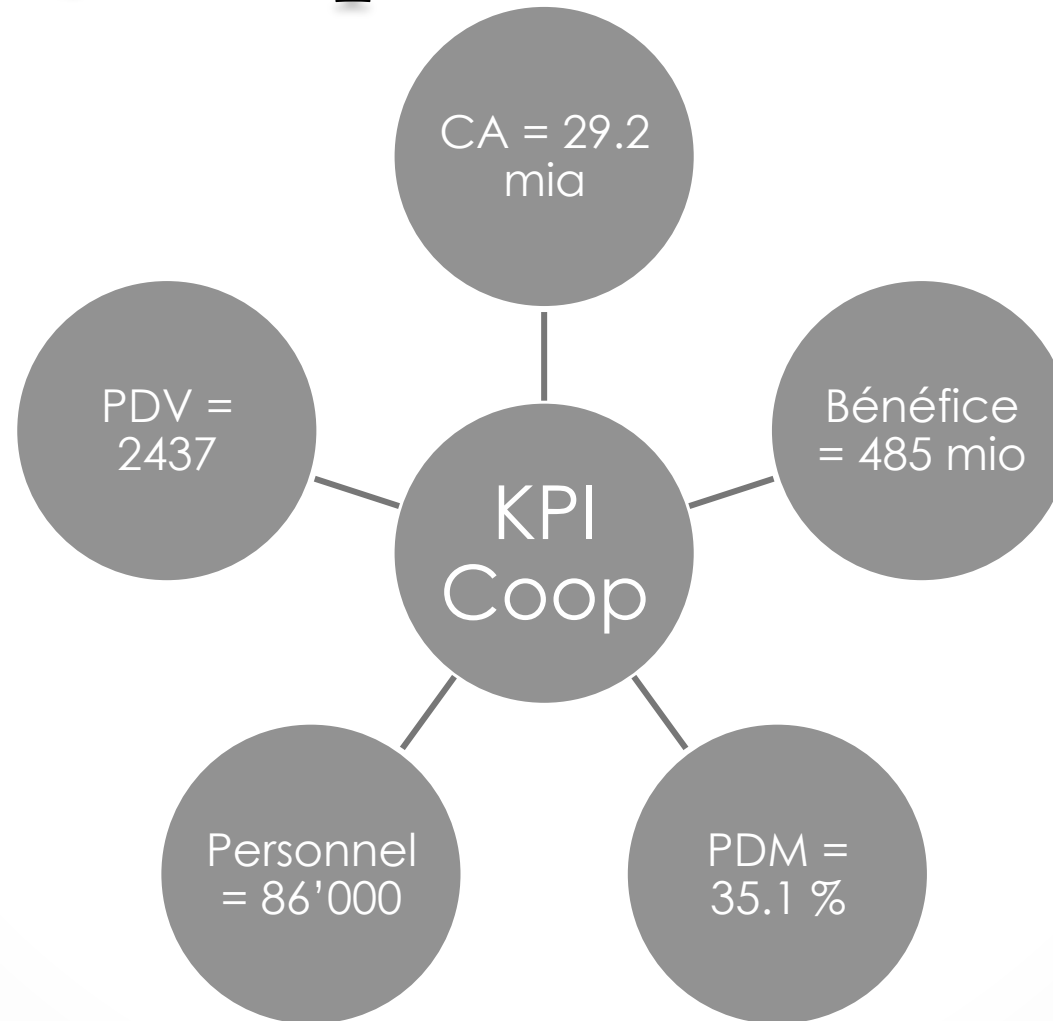 CA = 29.2
mia
Bénéfice
= 485 mio
PDV =
2437
KPI
Coop
Personnel
= 86’000
PDM =
35.1 %